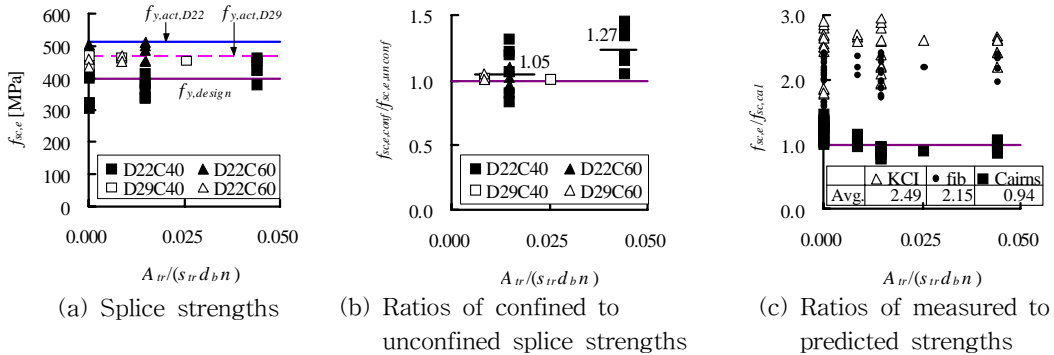 f_{y,act,D22}
f_{y,act,D29}
f_{y,design}
f_{sc,e} [MPa]
600
500
400
300
200
100
0
D22C40
D22C60
D29C40
D22C60
0.000
0.025
0.050
A_{tr}/(s_{tr}d_{b}n)
(a) Splice strengths
f_{sc,e,conf}/f_{sc,e,unconf}
1.5
1.0
0.5
0.0
1.05
1.27
D22C40
D22C60
D29C40
D29C60
0.000
0.025
0.050
A_{tr}/(s_{tr}d_{b}n)
(b) Ratios of confined to
unconfined splice strengths
f_{sc,e}/f_{sc,cal}
3.0
2.0
1.0
0.0
KCI fib Cairns
Avg. 2.49 2.15 0.94
0.000
0.025
0.050
A_{tr}/(s_{tr}d_{b}n)
(c) Ratios of measured to
predicted strengths